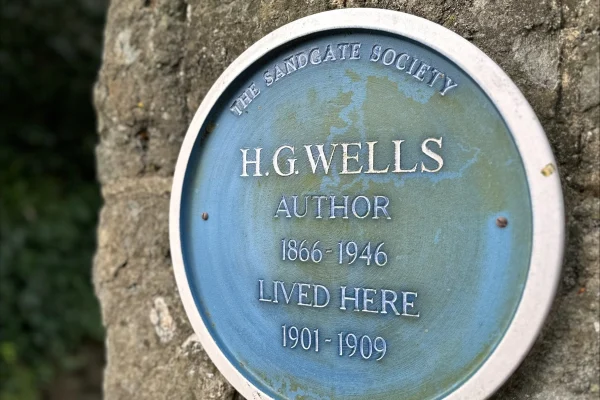 THE SANDGATE SOCIETY
H.G.WELLS
AUTHOR
1866-1946
LIVED HERE
1901-1909